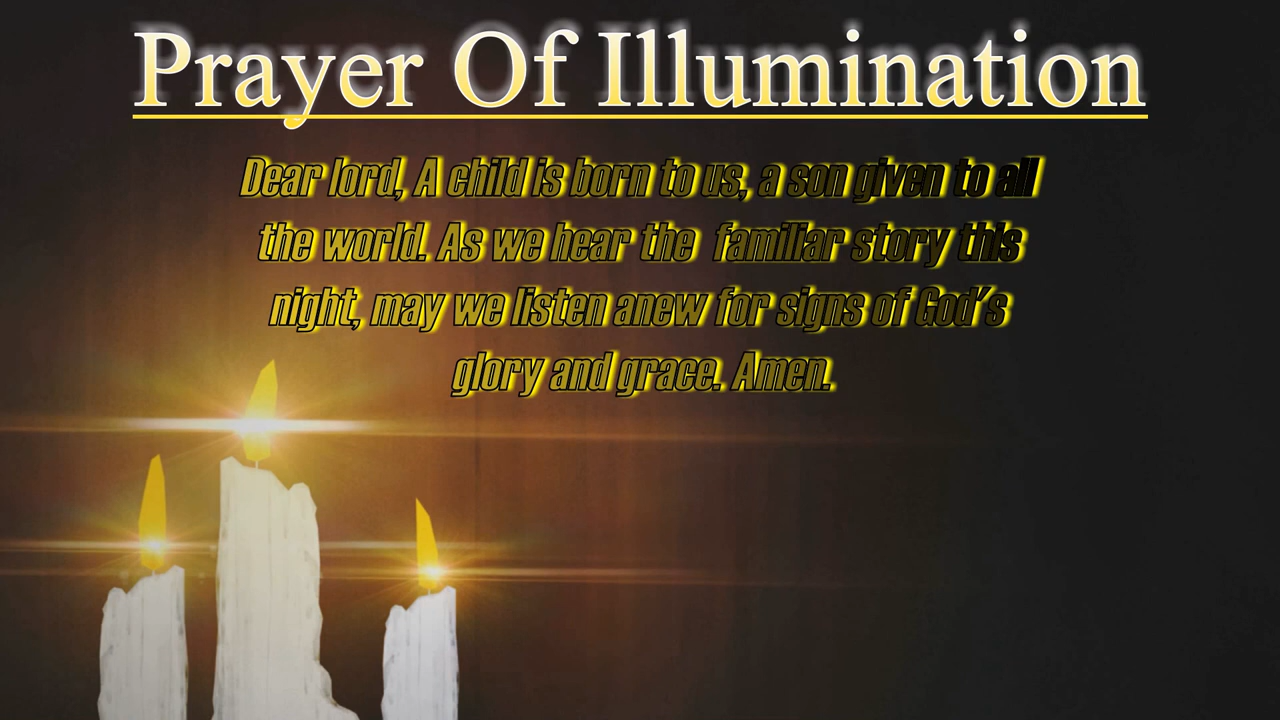 Prayer Of Illumination
Dear lord, A child is born to us, a son given to all
the world. As we hear the familiar story this
night, may we listen anew for signs of God's
glory and grace. Amen.